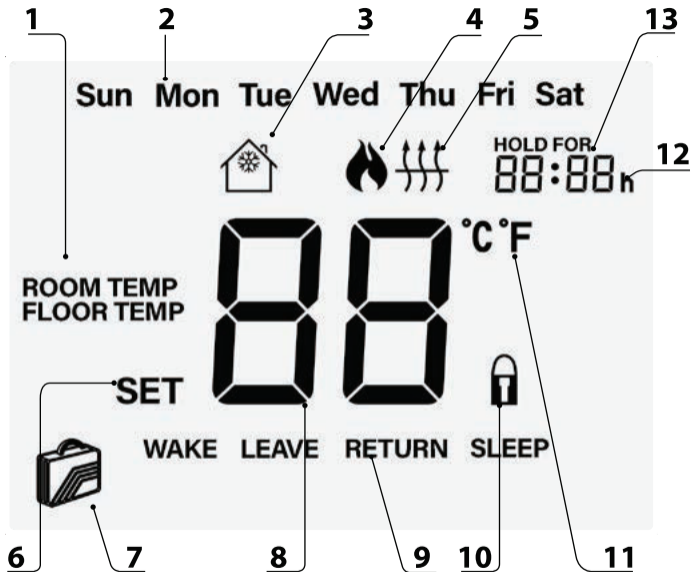 1 2 3 4 5 13
Sun Mon Tue Wed Thu Fri Sat
HOLD FOR
88:88h 12
88 °C °F
ROOM TEMP
FLOOR TEMP
SET
WAKE LEAVE RETURN SLEEP
6 7 8 9 10 11